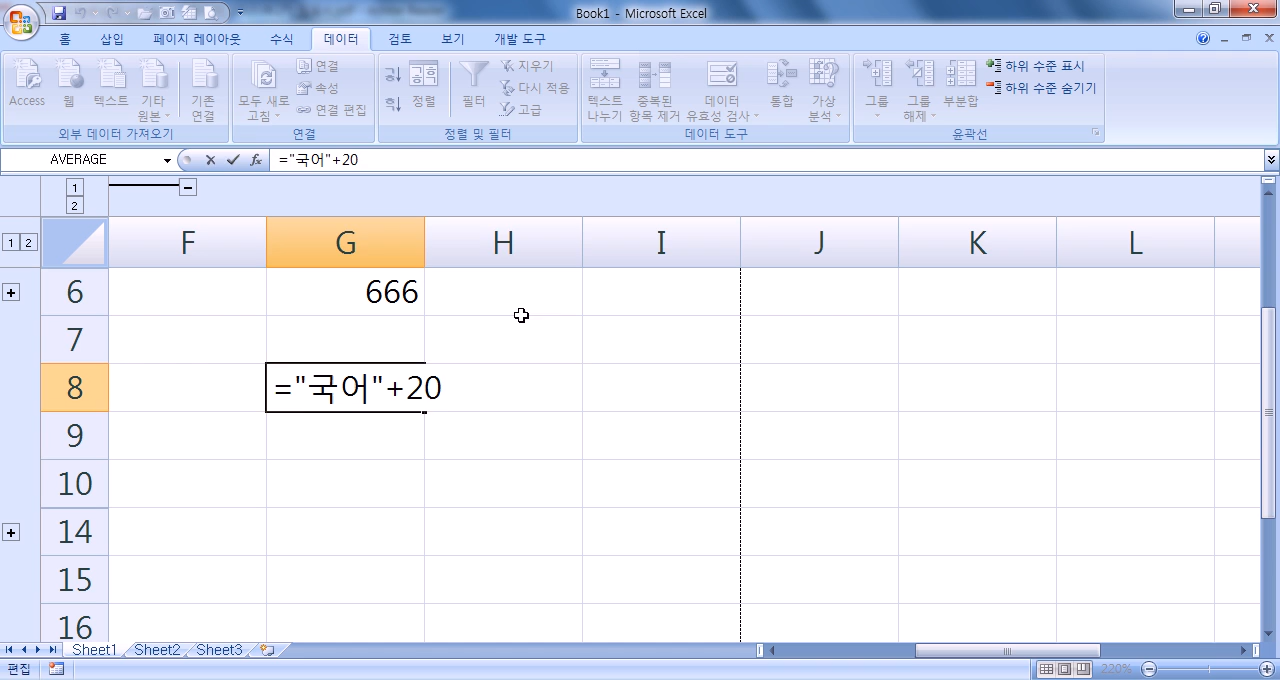 Book1 - Microsoft Excel
홈 삽입 페이지 레이아웃 수식 데이터 검토 보기 개발 도구
Access 웹 텍스트 기타 원본 기존 연결
외부 데이터 가져오기
모두 새로 고침 연결 속성 연결 편집
연결
공학 정렬 필터 지우기 다시 적용 고급
정렬 및 필터
텍스트 나누기 중복된 항목 제거 데이터 유효성 검사 통합 가상 분석
데이터 도구
그룹 그룹 해제 부분합 하위 수준 표시 하위 수준 숨기기
윤곽선
AVERAGE fx ="국어"+20
1
2
1 2 F G H I J K L
6 666
7
8 ="국어"+20
9
10
14
15
16
Sheet1 Sheet2 Sheet3
편집 220%